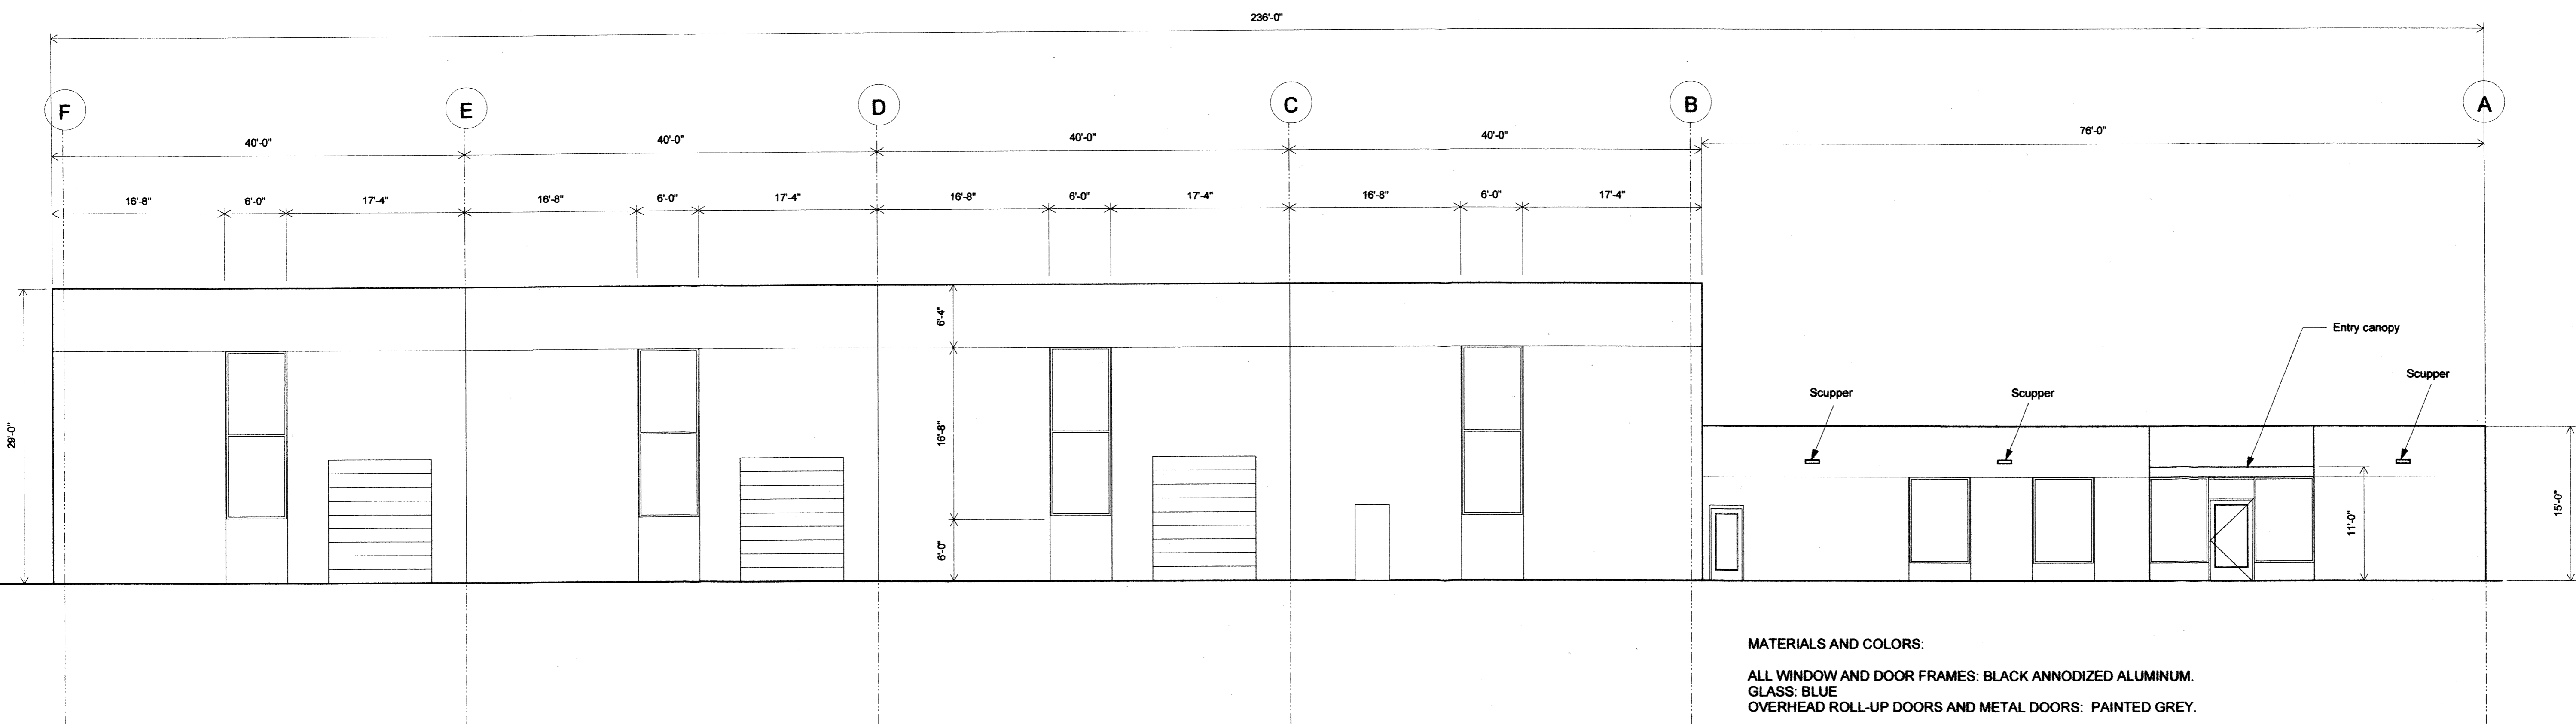 236'-0"
F
E
D
C
B
A
40'-0"
40'-0"
40'-0"
40'-0"
76'-0"
16'-8"
6'-0"
17'-4"
16'-8"
6'-0"
17'-4"
16'-8"
6'-0"
17'-4"
16'-8"
6'-0"
17'-4"
29'-0"
6'-4"
16'-8"
6'-0"
Entry canopy
Scupper
Scupper
Scupper
11'-0"
15'-0"
MATERIALS AND COLORS:
ALL WINDOW AND DOOR FRAMES: BLACK ANNODIZED ALUMINUM.
GLASS: BLUE
OVERHEAD ROLL-UP DOORS AND METAL DOORS: PAINTED GREY.